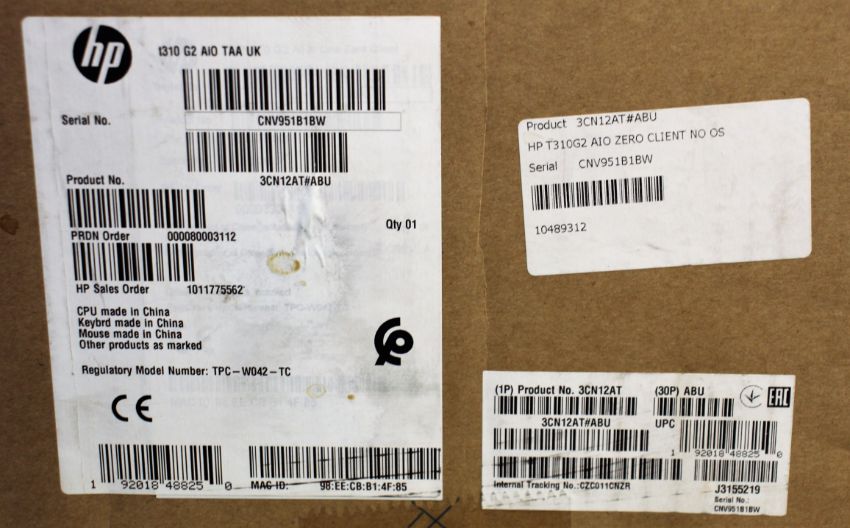 hp
t310 G2 AiO TAA UK
Serial No. CNV951B1BW
Product No. 3CN12AT#ABU
Qty 01
PRDN Order 000080003112
HP Sales Order 1011775562
CPU made in China
Keybrd made in China
Mouse made in China
Other products as marked
Regulatory Model Number: TPC-W042-TC
CE
1 92018 48825 0
MAC ID: 98:EE:CB:B1:4F:85
Product 3CN12AT#ABU
HP T310G2 AIO ZERO CLIENT NO OS
Serial CNV951B1BW
10489312
(1P) Product No. 3CN12AT (30P) ABU
EAC
3CN12AT#ABU UPC
1 92018 48825 0
Internal Tracking No.:CZC011CNZR
J3155219
Serial No.:
CNV951B1BW